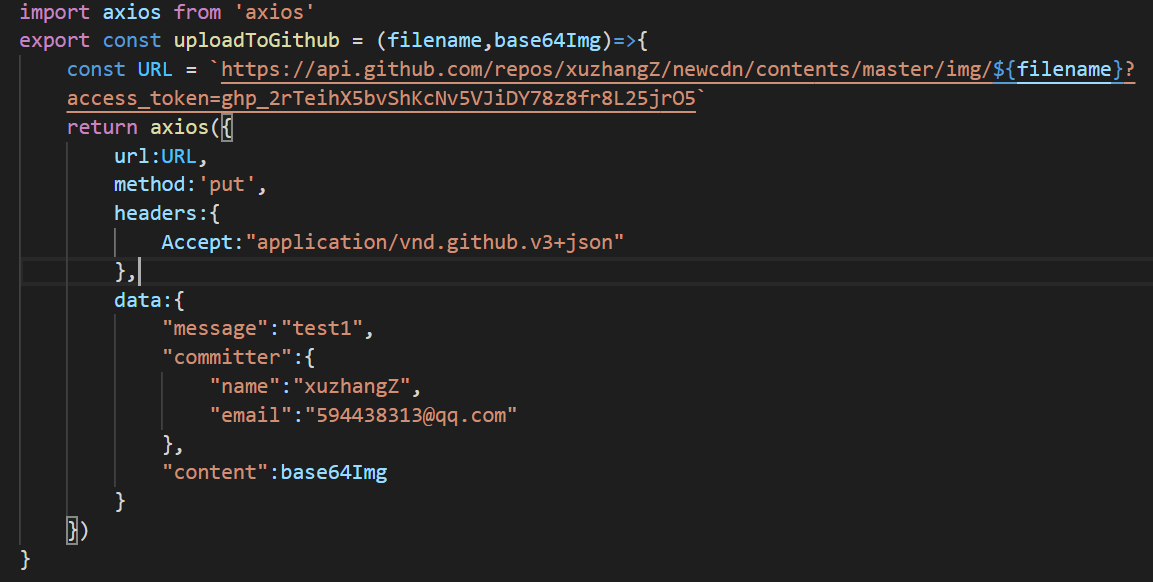 import axios from 'axios'
export const uploadToGithub = (filename,base64Img)=>{
const URL = `https://api.github.com/repos/xuzhangZ/newcdn/contents/master/img/${filename}?
access_token=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`
return axios({
url:URL,
method:'put',
headers:{
Accept:"application/vnd.github.v3+json"
},
data:{
"message":"test1",
"committer":{
"name":"xuzhangZ",
"email":"594438313@qq.com"
},
"content":base64Img
}
})
}